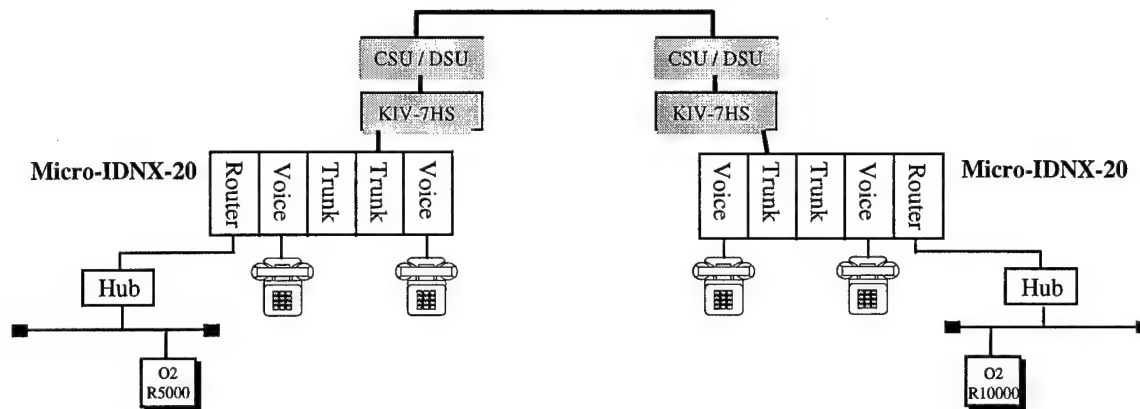 CSU / DSU
CSU / DSU
KIV-7HS
KIV-7HS
Micro-IDNX-20
Router
Voice
Trunk
Trunk
Voice
Voice
Trunk
Trunk
Voice
Router
Micro-IDNX-20
Hub
Hub
O2
R5000
O2
R10000